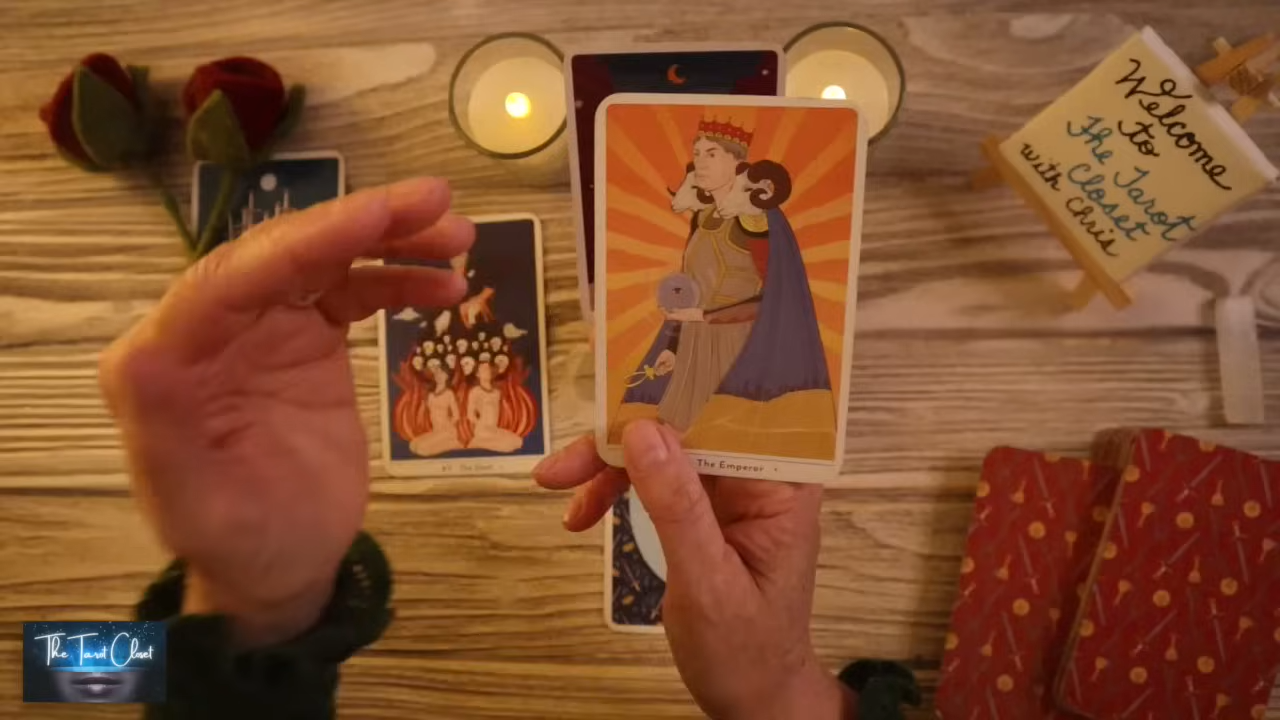 Welcome
to
The Tarot
Closet
with Chris
The Emperor
The Tarot Closet